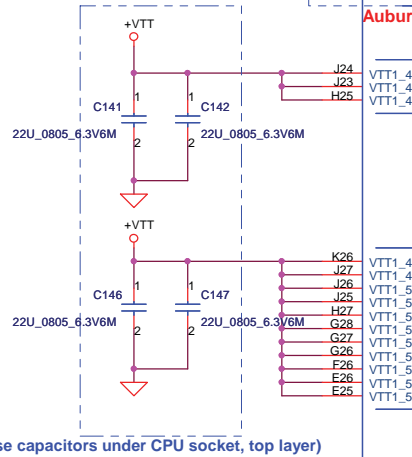 Aubur
+VTT
J24 VTT1_4
J23 VTT1_4
H25 VTT1_4
1 1
C141 C142
22U_0805_6.3V6M 22U_0805_6.3V6M
2 2
+VTT
K26 VTT1_4
J27 VTT1_4
J26 VTT1_5
J25 VTT1_5
H27 VTT1_5
G28 VTT1_5
G27 VTT1_5
G26 VTT1_5
F26 VTT1_5
E26 VTT1_5
E25 VTT1_5
1 1
C146 C147
22U_0805_6.3V6M 22U_0805_6.3V6M
2 2
se capacitors under CPU socket, top layer)